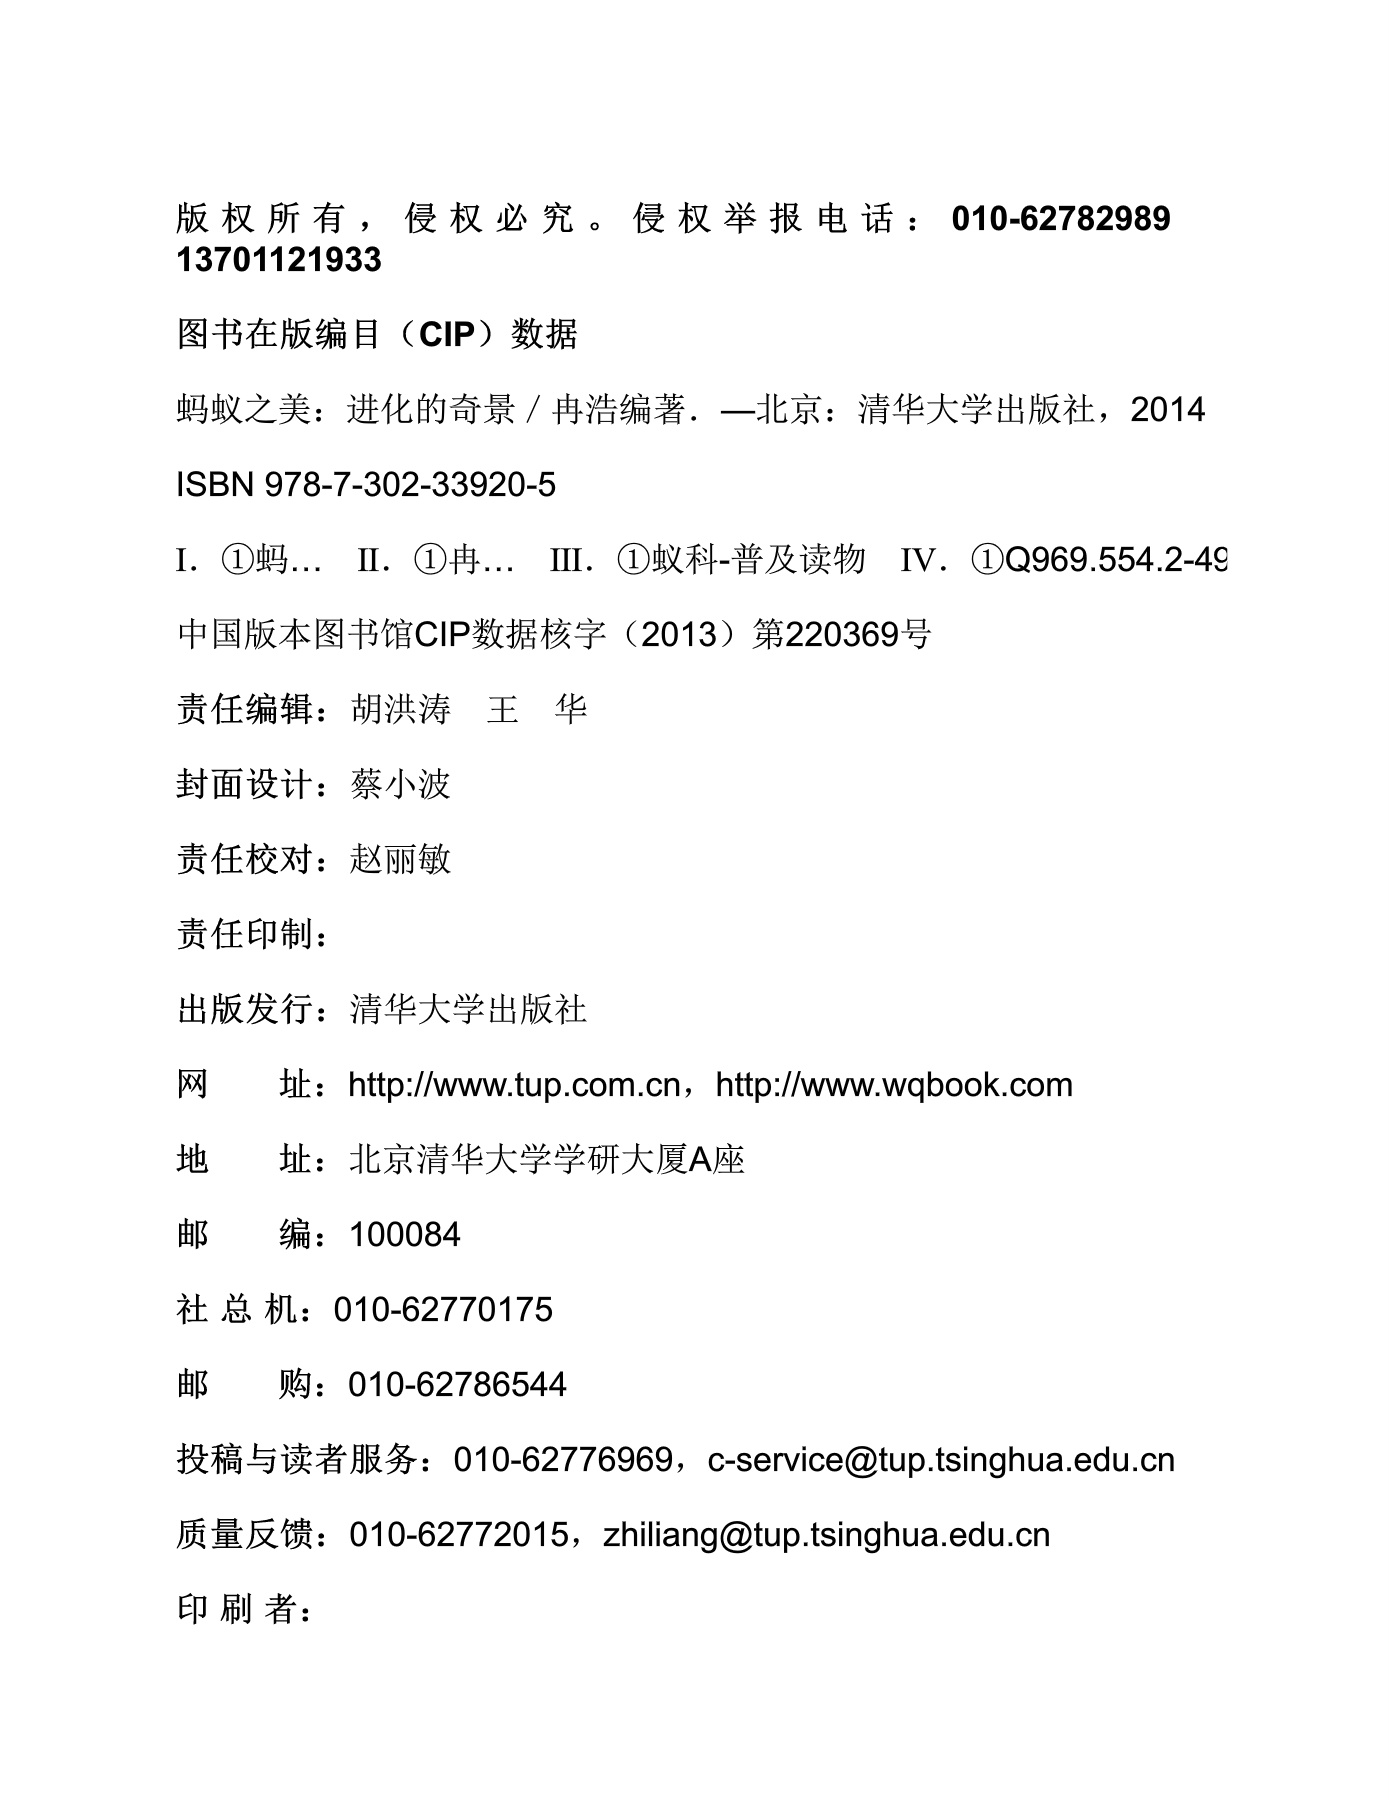 版权所有，侵权必究。侵权举报电话：010-62782989
13701121933
图书在版编目（CIP）数据
蚂蚁之美：进化的奇景／冉浩编著．—北京：清华大学出版社，2014
ISBN 978-7-302-33920-5
Ⅰ．①蚂…　Ⅱ．①冉…　Ⅲ．①蚁科-普及读物　Ⅳ．①Q969.554.2-49
中国版本图书馆CIP数据核字（2013）第220369号
责任编辑：胡洪涛　王　华
封面设计：蔡小波
责任校对：赵丽敏
责任印制：
出版发行：清华大学出版社
网　　址：http://www.tup.com.cn，http://www.wqbook.com
地　　址：北京清华大学学研大厦A座
邮　　编：100084
社 总 机：010-62770175
邮　　购：010-62786544
投稿与读者服务：010-62776969，c-service@tup.tsinghua.edu.cn
质量反馈：010-62772015，zhiliang@tup.tsinghua.edu.cn
印 刷 者：